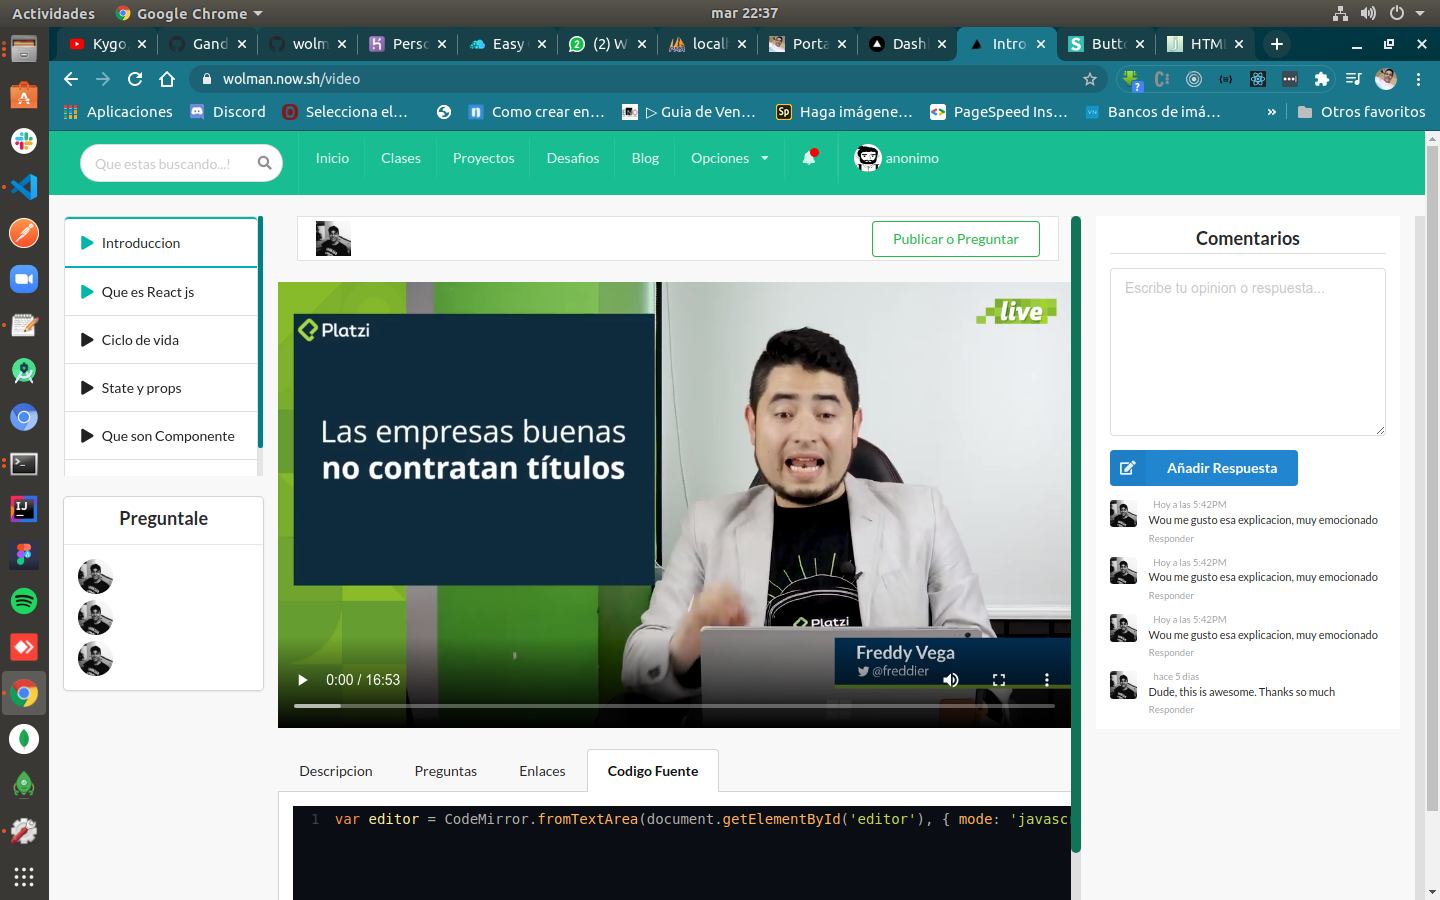 Actividades
Google Chrome
mar 22:37
Kygo,
Gand
wolm
Perso
Easy
(2) W
locall
Porta
Dash
Intro
Butto
HTML
wolman.now.sh/video
Aplicaciones
Discord
Selecciona el...
Como crear en...
▷ Guia de Ven...
Haga imágene...
PageSpeed Ins...
Bancos de imá...
»
Otros favoritos
Que estas buscando...!
Inicio
Clases
Proyectos
Desafios
Blog
Opciones
anonimo
Introduccion
Que es React js
Ciclo de vida
State y props
Que son Componente
Preguntale
Publicar o Preguntar
live
Platzi
Las empresas buenas
no contratan títulos
Platzi
Freddy Vega
@freddier
0:00 / 16:53
Descripcion
Preguntas
Enlaces
Codigo Fuente
1 var editor = CodeMirror.fromTextArea(document.getElementById('editor'), { mode: 'javascr
Comentarios
Escribe tu opinion o respuesta...
Añadir Respuesta
Hoy a las 5:42PM
Wou me gusto esa explicacion, muy emocionado
Responder
Hoy a las 5:42PM
Wou me gusto esa explicacion, muy emocionado
Responder
Hoy a las 5:42PM
Wou me gusto esa explicacion, muy emocionado
Responder
hace 5 dias
Dude, this is awesome. Thanks so much
Responder